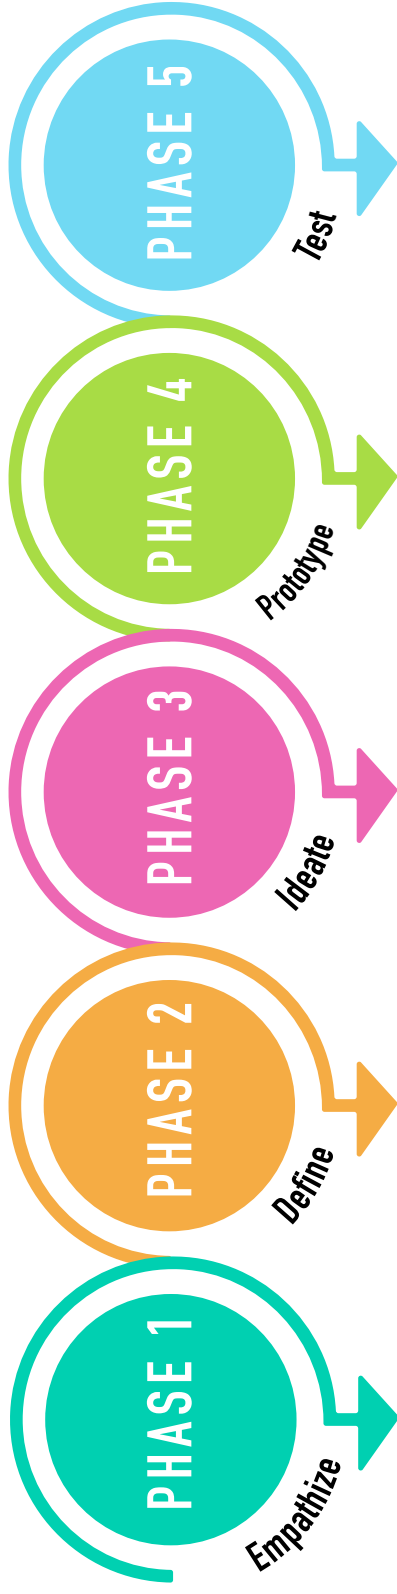 PHASE 1
Empathize
PHASE 2
Define
PHASE 3
Ideate
PHASE 4
Prototype
PHASE 5
Test